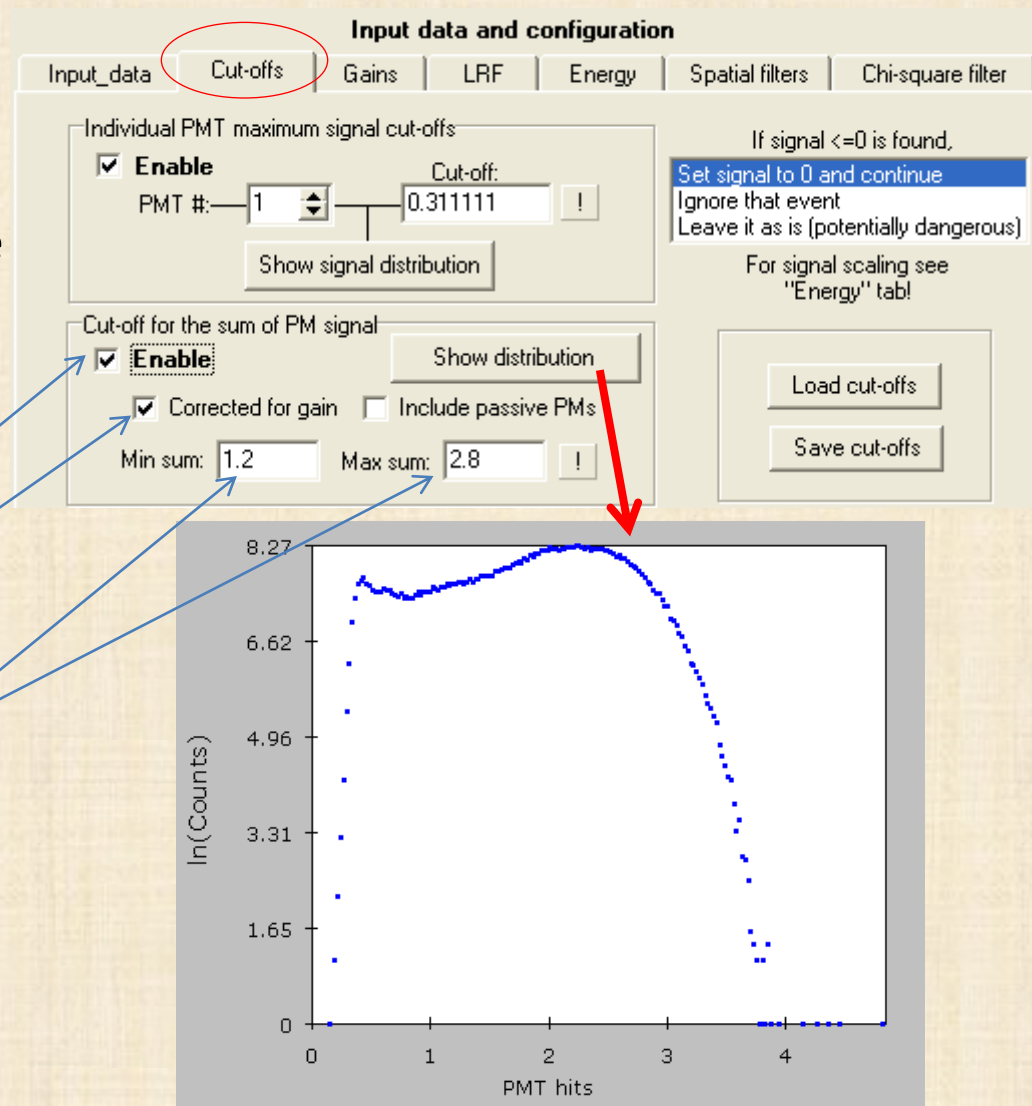 Input data and configuration
Input_data Cut-offs Gains LRF Energy Spatial filters Chi-square filter
Individual PMT maximum signal cut-offs
Enable
Cut-off:
PMT #: 1 0.311111 !
Show signal distribution
If signal <=0 is found,
Set signal to 0 and continue
Ignore that event
Leave it as is (potentially dangerous)
For signal scaling see
"Energy" tab!
Cut-off for the sum of PM signal
Enable Show distribution
Corrected for gain Include passive PMs
Min sum: 1.2 Max sum: 2.8 !
Load cut-offs
Save cut-offs
8.27
6.62
4.96
3.31
1.65
0
ln(Counts)
0 1 2 3 4
PMT hits